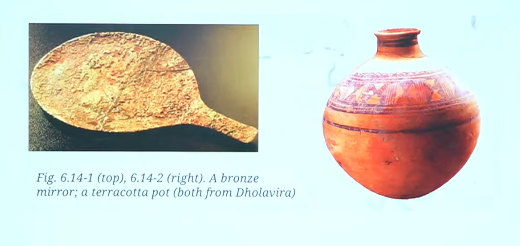 Fig. 6.14-1 (top), 6.14-2 (right). A bronze
mirror; a terracotta pot (both from Dholavira)